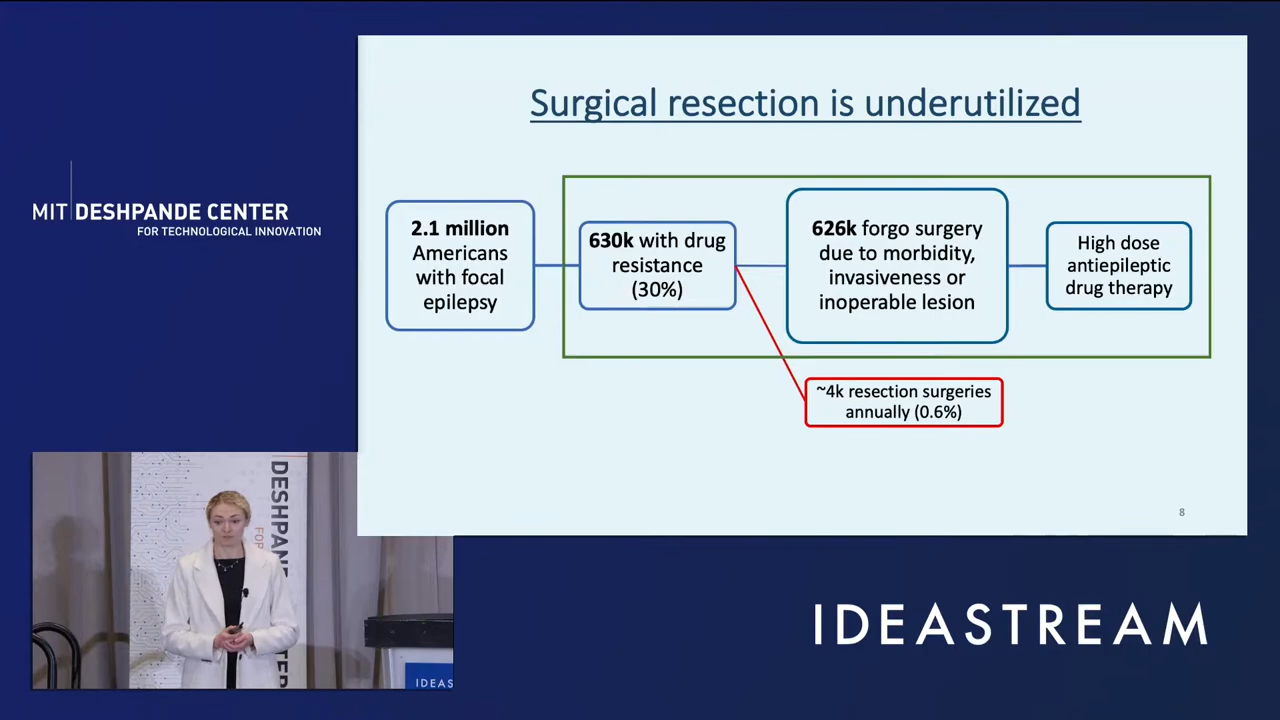 MIT DESHPANDE CENTER
FOR TECHNOLOGICAL INNOVATION
Surgical resection is underutilized
2.1 million
Americans
with focal
epilepsy
630k with drug
resistance
(30%)
626k forgo surgery
due to morbidity,
invasiveness or
inoperable lesion
High dose
antiepileptic
drug therapy
~4k resection surgeries
annually (0.6%)
8
DESHPAN
FOR
TER
IDEAS
IDEASTREAM